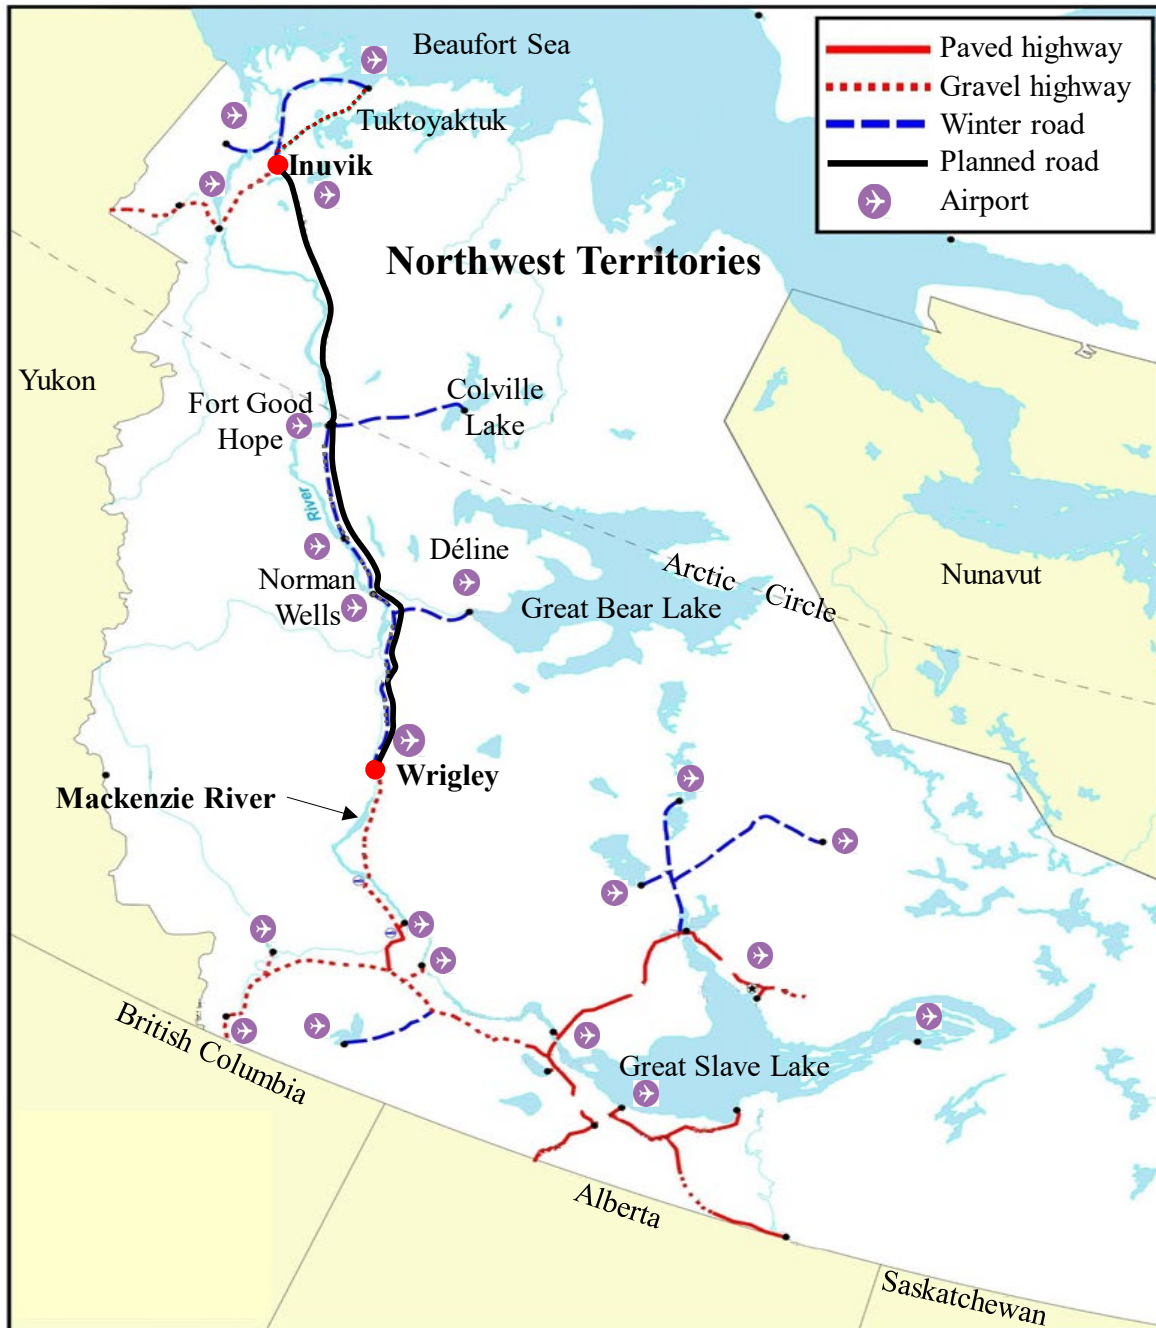 Beaufort Sea
Paved highway
Gravel highway
Winter road
Planned road
Airport
Tuktoyaktuk
Inuvik
Northwest Territories
Yukon
Fort Good
Hope
Colville
Lake
River
Norman
Wells
Déline
Great Bear Lake
Arctic Circle
Nunavut
Wrigley
Mackenzie River
British Columbia
Great Slave Lake
Alberta
Saskatchewan